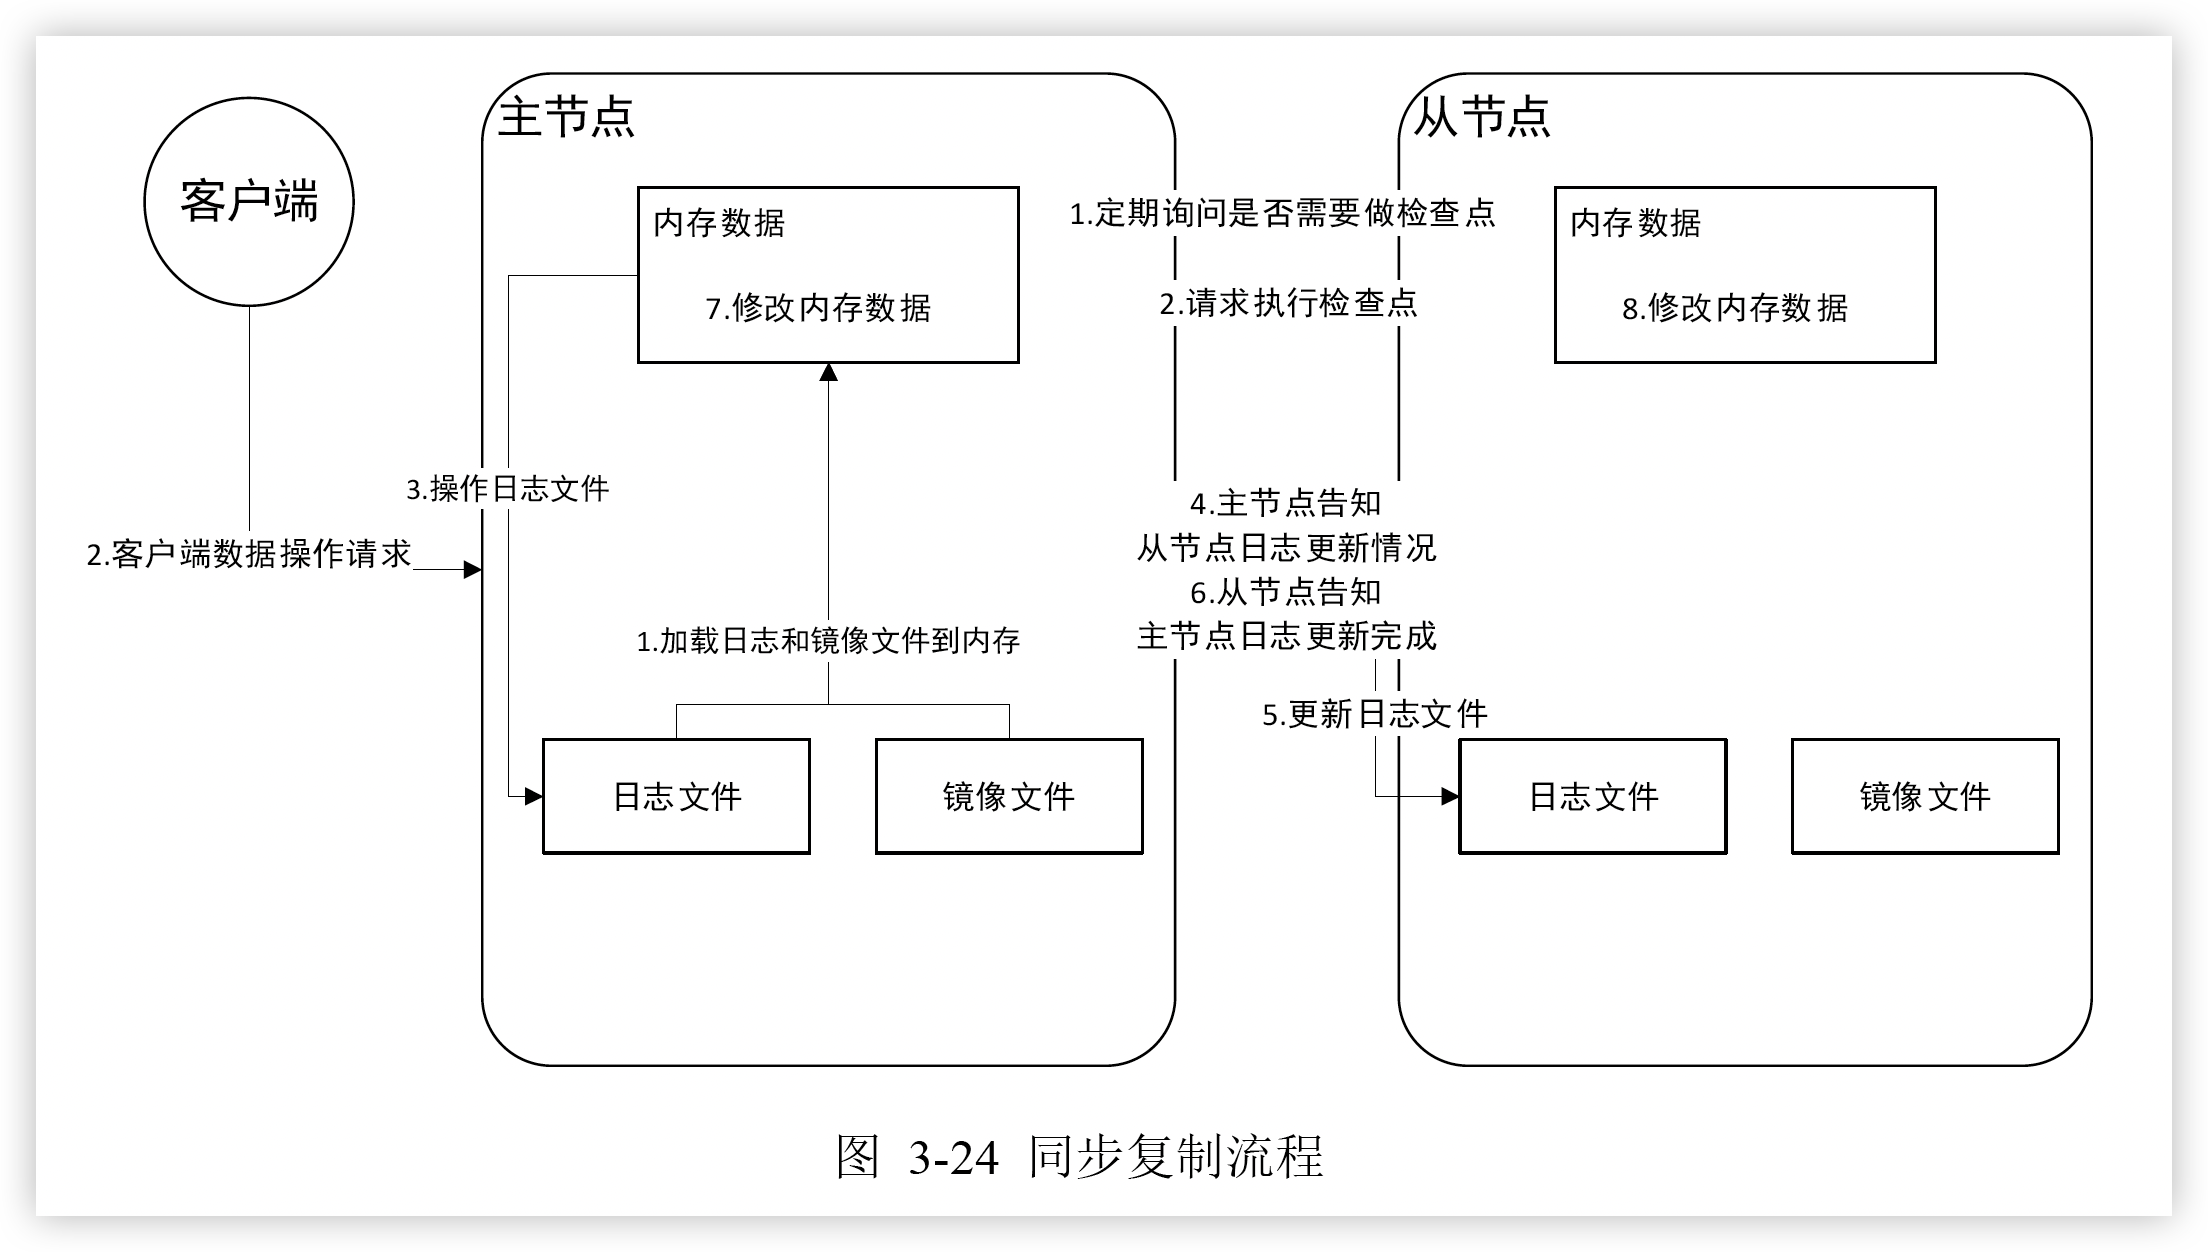 主节点
从节点
客户端
内存数据
7.修改内存数据
1.定期询问是否需要做检查点
2.请求执行检查点
内存数据
8.修改内存数据
3.操作日志文件
2.客户端数据操作请求
4.主节点告知
从节点日志更新情况
6.从节点告知
主节点日志更新完成
1.加载日志和镜像文件到内存
5.更新日志文件
日志文件
镜像文件
日志文件
镜像文件
图 3-24 同步复制流程